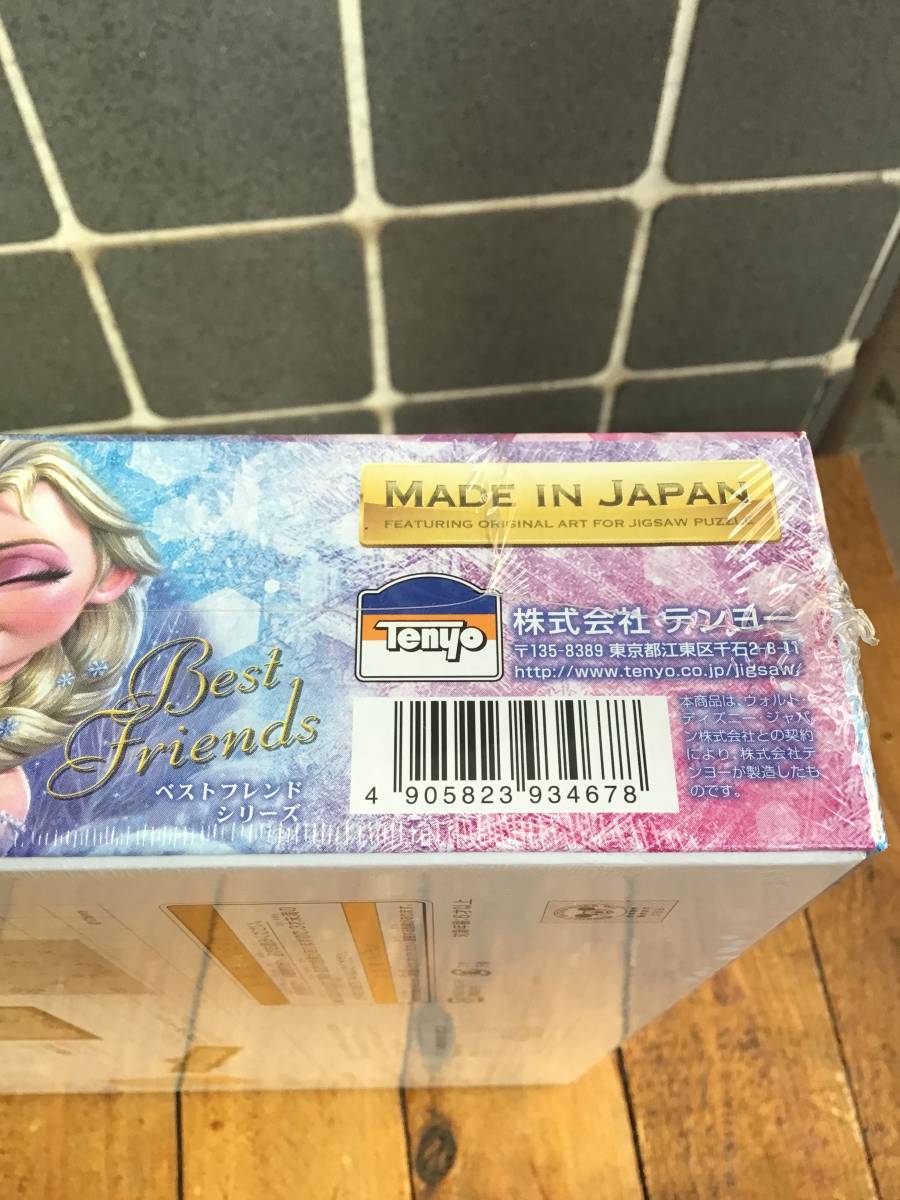 MADE IN JAPAN
FEATURING ORIGINAL ART FOR JIGSAW PUZZLE
Tenyo
株式会社 テンヨー
〒135-8389 東京都江東区千石2-8-11
http://www.tenyo.co.jp/jigsaw/
Best
Friends
ベストフレンド
シリーズ
4 905823 934678
本商品は、ウォルト・
ディズニー・ジャパ
ン株式会社との契約
により、株式会社テ
ンヨーが製造したも
のです。